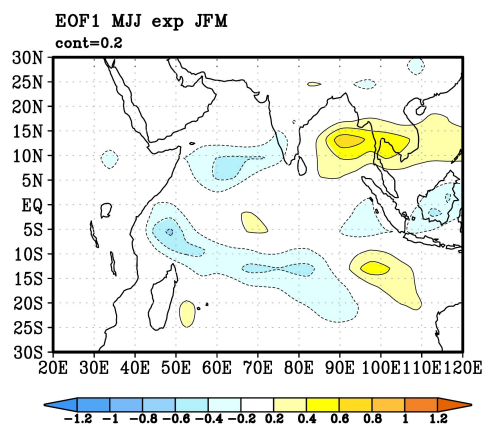 EOF1 MJJ exp JFM
cont=0.2
30N
25N
20N
15N
10N
5N
EQ
5S
10S
15S
20S
25S
30S
20E 30E 40E 50E 60E 70E 80E 90E 100E 110E 120E
-1.2 -1 -0.8 -0.6 -0.4 -0.2 0.2 0.4 0.6 0.8 1 1.2